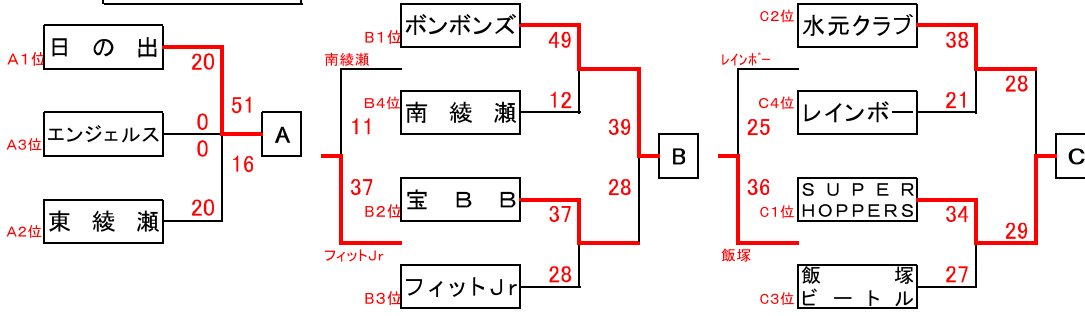 A1位
日の出
20
A3位
エンジェルス
0
0
A2位
東綾瀬
20
51
16
A
B1位
ボンボンズ
49
B4位
南綾瀬
12
B2位
宝BB
37
B3位
フィットJr
28
39
28
B
南綾瀬
11
37
フィットJr
C2位
水元クラブ
38
C4位
レインボー
21
C1位
SUPER
HOPPERS
34
C3位
飯塚
ビートル
27
28
29
C
レインボー
25
36
飯塚